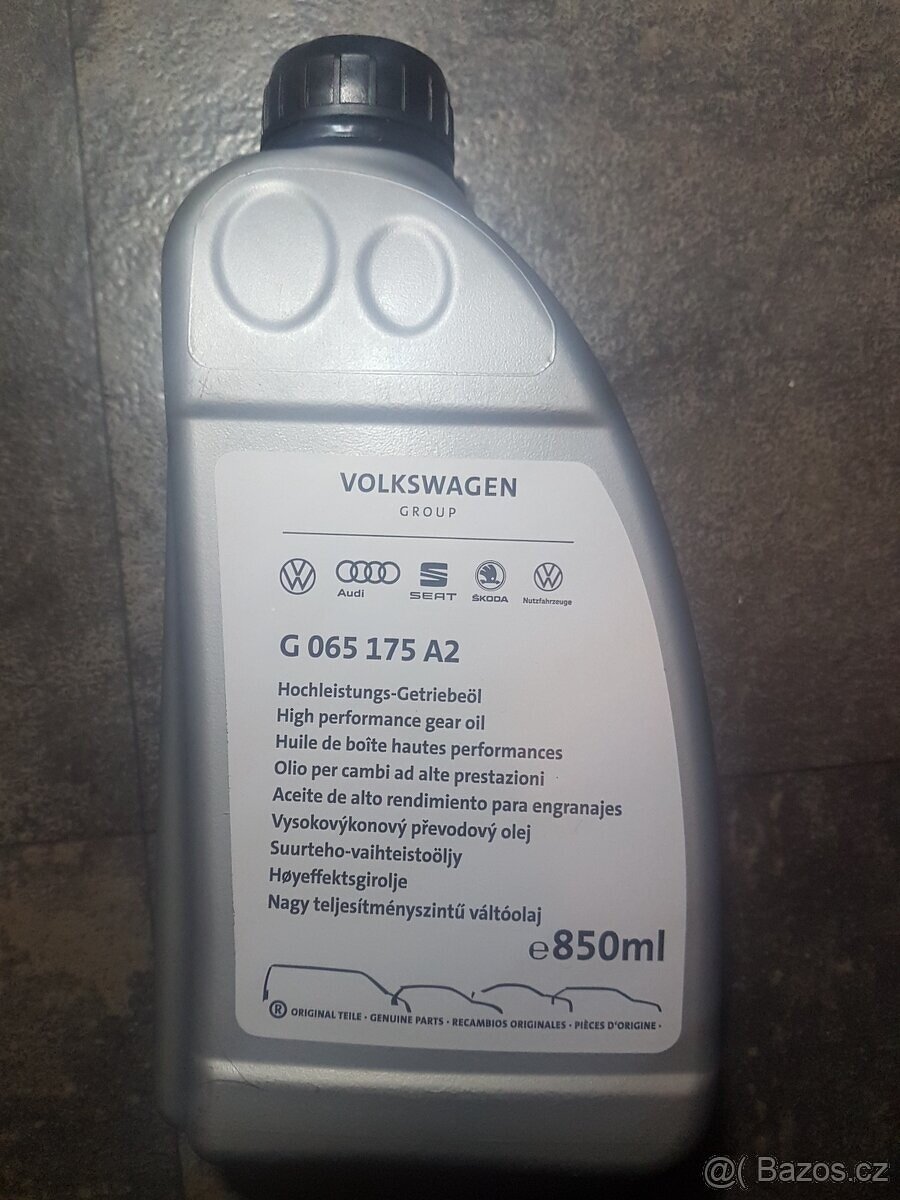 VOLKSWAGEN
GROUP
Audi SEAT ŠKODA Nutzfahrzeuge
G 065 175 A2
Hochleistungs-Getriebeöl
High performance gear oil
Huile de boîte hautes performances
Olio per cambi ad alte prestazioni
Aceite de alto rendimiento para engranajes
Vysokovýkonový převodový olej
Suurteho-vaihteistoöljy
Høyeffektsgirolje
Nagy teljesítményszintű váltóolaj
℮850ml
® ORIGINAL TEILE · GENUINE PARTS · RECAMBIOS ORIGINALES · PIÈCES D'ORIGINE ·
@( Bazos.cz